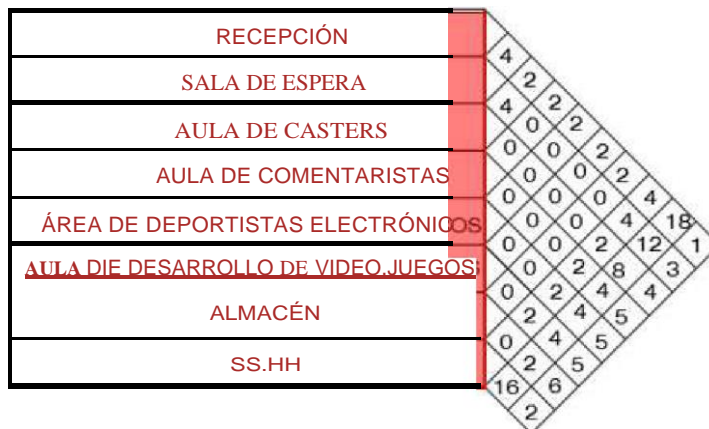 RECEPCIÓN
SALA DE ESPERA
AULA DE CASTERS
AULA DE COMENTARISTAS
ÁREA DE DEPORTISTAS ELECTRÓNICOS
AULA DIE DESARROLLO DE VIDEO.JUEGOS
ALMACÉN
SS.HH
4
2
4 2
0 2
0 0 2
0 0 2
0 0 4
0 0 4 18
0 0 2 12 1
0 2 8 3
0 2 4 4
2 4 5
0 4 5
2 5
16 6
2